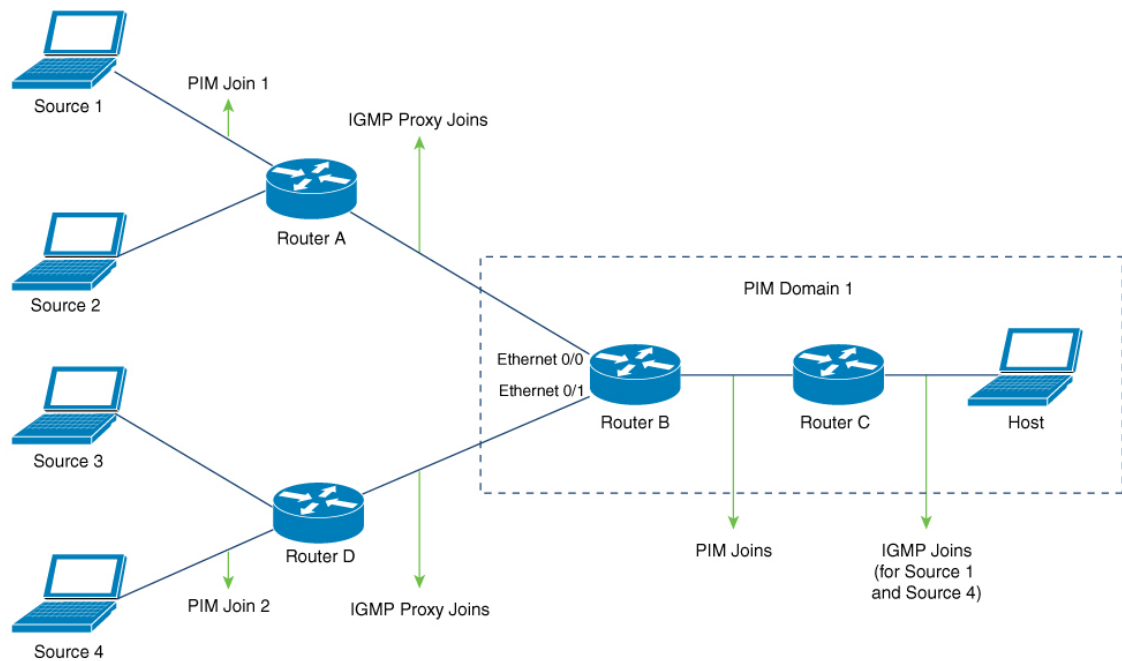 Source 1
PIM Join 1
IGMP Proxy Joins
Router A
Source 2
PIM Domain 1
Ethernet 0/0
Ethernet 0/1
Router B
Router C
Host
Source 3
Router D
PIM Joins
IGMP Joins
(for Source 1
and Source 4)
PIM Join 2
IGMP Proxy Joins
Source 4